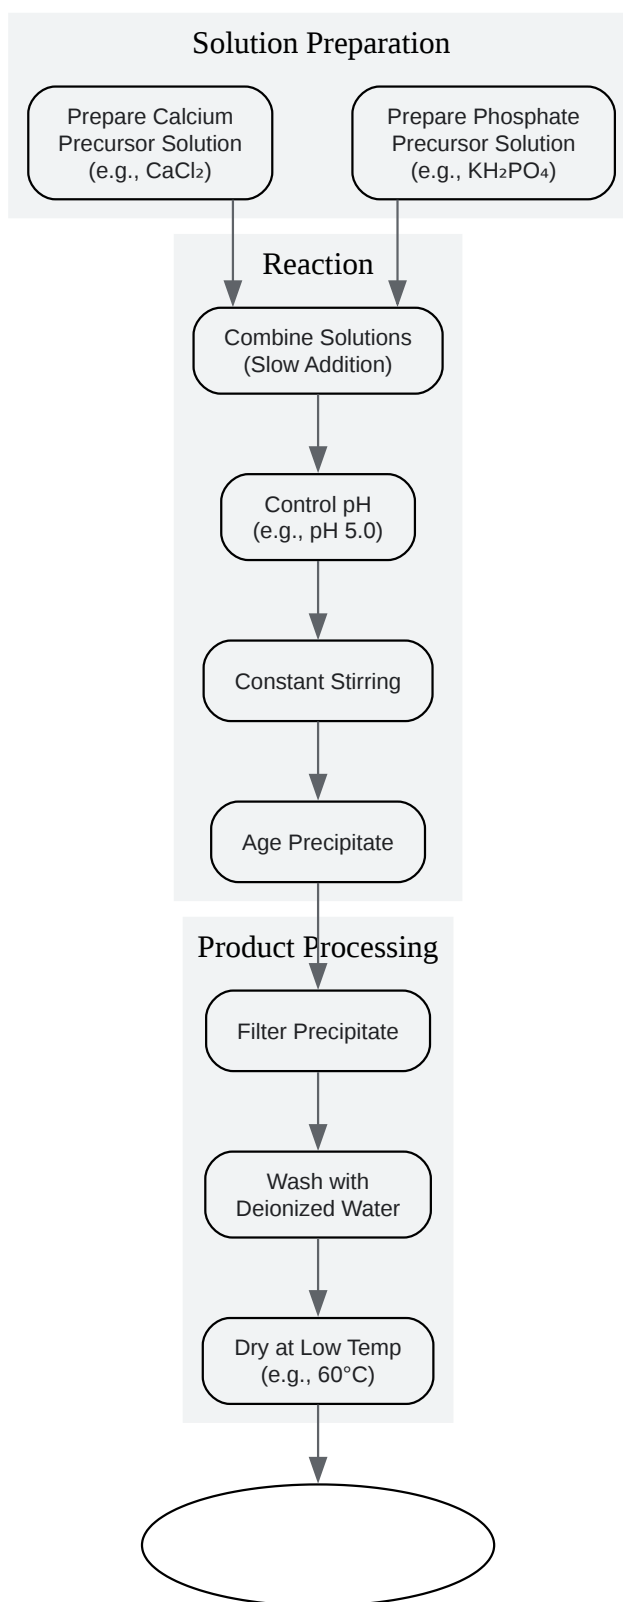 Solution Preparation
Prepare Calcium
Precursor Solution
(e.g., CaCl₂)
Prepare Phosphate
Precursor Solution
(e.g., KH₂PO₄)
Reaction
Combine Solutions
(Slow Addition)
Control pH
(e.g., pH 5.0)
Constant Stirring
Age Precipitate
Product Processing
Filter Precipitate
Wash with
Deionized Water
Dry at Low Temp
(e.g., 60°C)